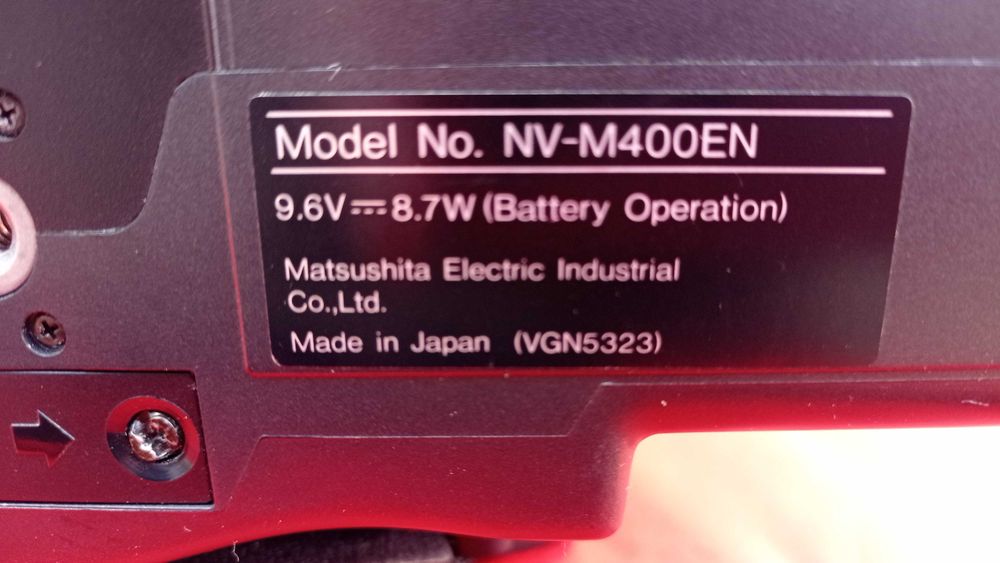 Model No. NV-M400EN
9.6V⎓8.7W (Battery Operation)
Matsushita Electric Industrial
Co.,Ltd.
Made in Japan (VGN5323)